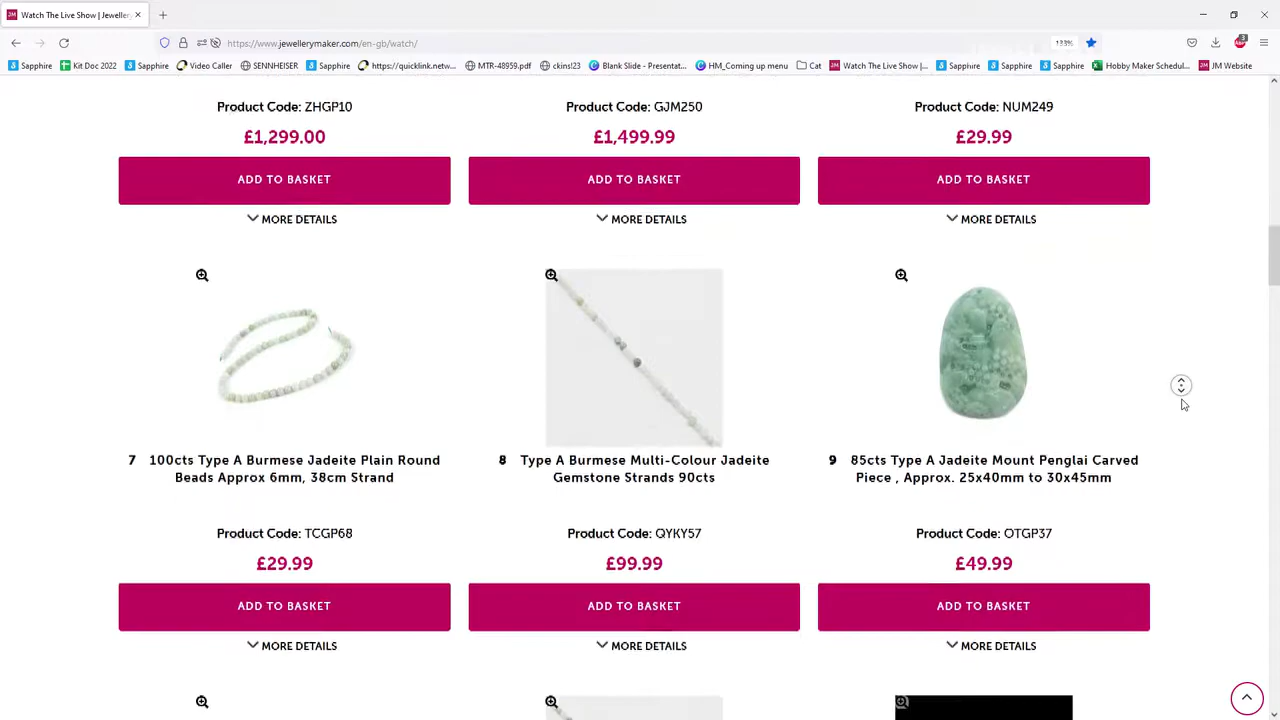 Watch The Live Show | Jeweller
https://www.jewellerymaker.com/en-gb/watch/
133%
Sapphire Kit Doc 2022 Sapphire Video Caller SENNHEISER Sapphire https://quicklink.netw... MTR-48959.pdf ckins!23 Blank Slide - Presentat... HM_Coming up menu Cat Watch The Live Show |... Sapphire Sapphire Sapphire Hobby Maker Schedul... JM Website
Product Code: ZHGP10 Product Code: GJM250 Product Code: NUM249
£1,299.00 £1,499.99 £29.99
ADD TO BASKET ADD TO BASKET ADD TO BASKET
MORE DETAILS MORE DETAILS MORE DETAILS
7 100cts Type A Burmese Jadeite Plain Round
Beads Approx 6mm, 38cm Strand
8 Type A Burmese Multi-Colour Jadeite
Gemstone Strands 90cts
9 85cts Type A Jadeite Mount Penglai Carved
Piece , Approx. 25x40mm to 30x45mm
Product Code: TCGP68 Product Code: QYKY57 Product Code: OTGP37
£29.99 £99.99 £49.99
ADD TO BASKET ADD TO BASKET ADD TO BASKET
MORE DETAILS MORE DETAILS MORE DETAILS